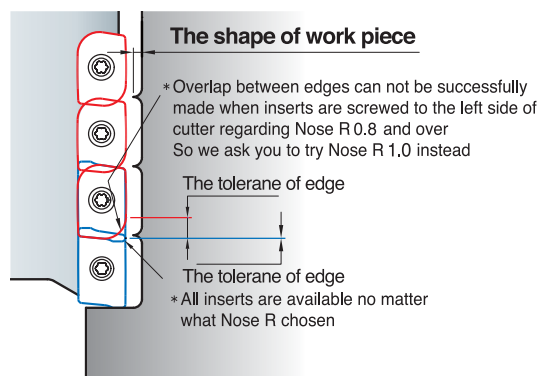 The shape of work piece
* Overlap between edges can not be successfully
made when inserts are screwed to the left side of
cutter regarding Nose R 0.8 and over
So we ask you to try Nose R 1.0 instead
The tolerane of edge
The tolerane of edge
* All inserts are available no matter
what Nose R chosen